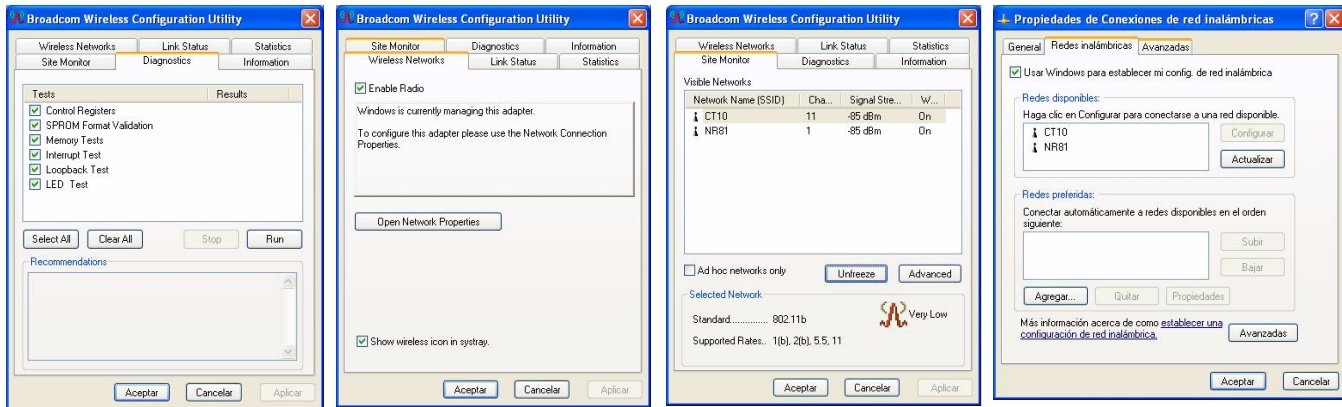 Broadcom Wireless Configuration Utility
Wireless Networks Link Status Statistics
Site Monitor Diagnostics Information
Tests Results
Control Registers
SPROM Format Validation
Memory Tests
Interrupt Test
Loopback Test
LED Test
Select All Clear All Stop Run
Recommendations
Aceptar Cancelar Aplicar
Broadcom Wireless Configuration Utility
Site Monitor Diagnostics Information
Wireless Networks Link Status Statistics
Enable Radio
Windows is currently managing this adapter.
To configure this adapter please use the Network Connection
Properties.
Open Network Properties
Show wireless icon in systray.
Aceptar Cancelar Aplicar
Broadcom Wireless Configuration Utility
Wireless Networks Link Status Statistics
Site Monitor Diagnostics Information
Visible Networks
Network Name (SSID) Cha... Signal Stre... W...
CT10 11 -85 dBm On
NR81 1 -85 dBm On
Ad hoc networks only Unfreeze Advanced
Selected Network
Standard............... 802.11b Very Low
Supported Rates.. 1(b), 2(b), 5.5, 11
Aceptar Cancelar Aplicar
Propiedades de Conexiones de red inalámbricas
General Redes inalámbricas Avanzadas
Usar Windows para establecer mi config. de red inalámbrica
Redes disponibles:
Haga clic en Configurar para conectarse a una red disponible.
CT10 Configurar
NR81
Actualizar
Redes preferidas:
Conectar automáticamente a redes disponibles en el orden
siguiente:
Subir
Bajar
Agregar... Quitar Propiedades
Más información acerca de como establecer una
configuración de red inalámbrica. Avanzadas
Aceptar Cancelar